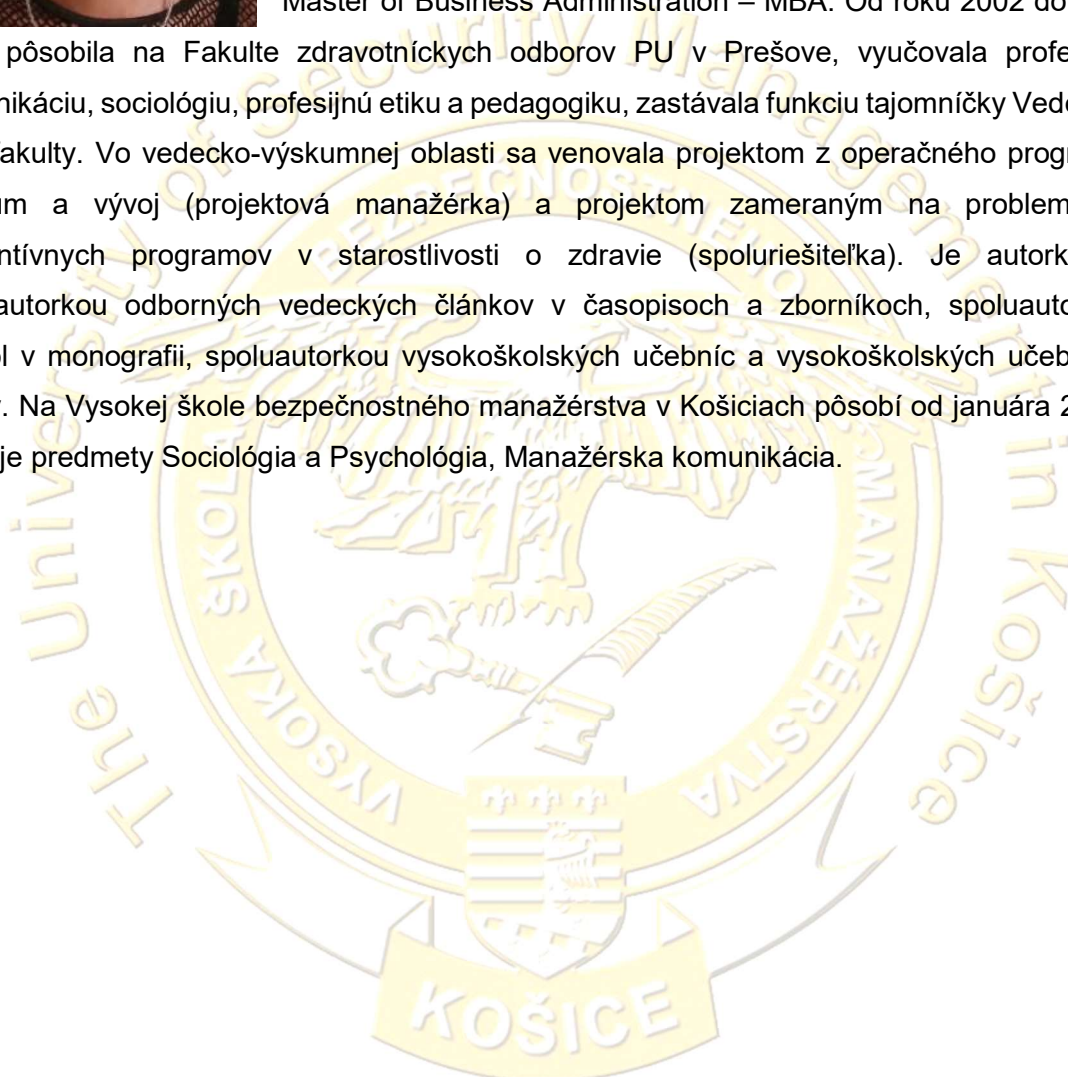 Master of Business Administration – MBA. Od roku 2002 do
pôsobila na Fakulte zdravotníckych odborov PU v Prešove, vyučovala profe
nikáciu, sociológiu, profesijnú etiku a pedagogiku, zastávala funkciu tajomníčky Ved
akulty. Vo vedecko-výskumnej oblasti sa venovala projektom z operačného prog
um a vývoj (projektová manažérka) a projektom zameraným na problem
ntívnych programov v starostlivosti o zdravie (spoluriešiteľka). Je autork
autorkou odborných vedeckých článkov v časopisoch a zborníkoch, spoluauto
ol v monografii, spoluautorkou vysokoškolských učebníc a vysokoškolských učeb
. Na Vysokej škole bezpečnostného manažérstva v Košiciach pôsobí od januára 2
je predmety Sociológia a Psychológia, Manažérska komunikácia.
The University of Security Management in Košice
VYSOKÁ ŠKOLA BEZPEČNOSTNÉHO MANAŽÉRSTVA
KOŠICE